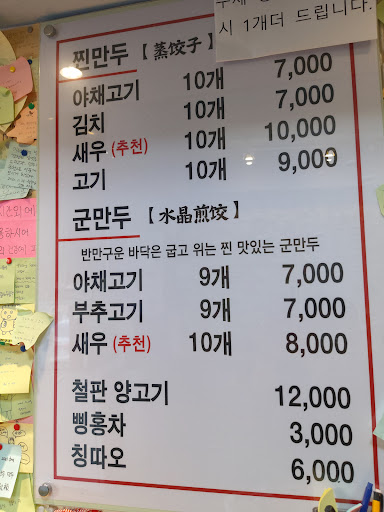 시 1개더 드립니다.
찐만두 【蒸饺子】
야채고기 10개 7,000
김치 10개 7,000
새우 (추천) 10개 10,000
고기 10개 9,000
군만두 【水晶煎饺】
반만구운 바닥은 굽고 위는 찐 맛있는 군만두
야채고기 9개 7,000
부추고기 9개 7,000
새우 (추천) 10개 8,000
철판 양고기 12,000
삥홍차 3,000
칭따오 6,000